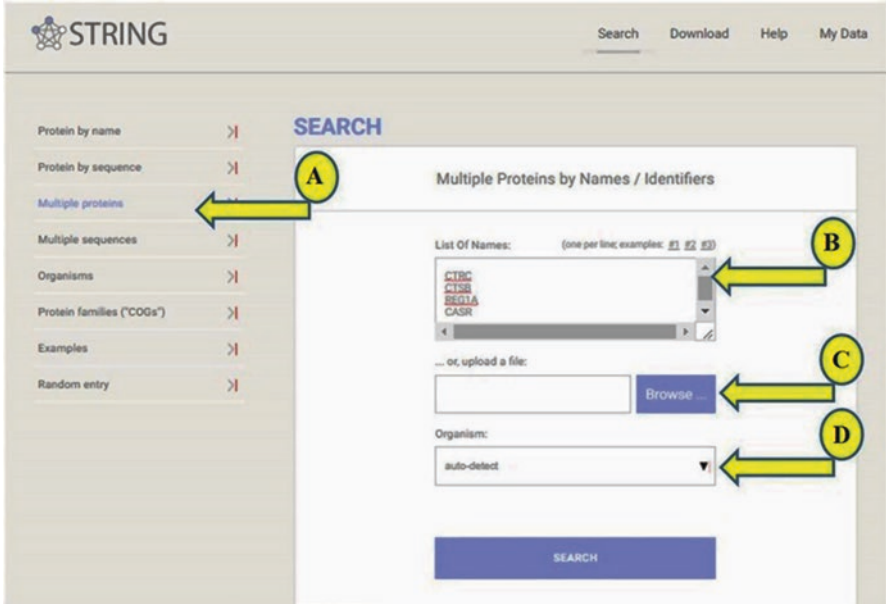 STRING
Search Download Help My Data
Protein by name
Protein by sequence
Multiple proteins
Multiple sequences
Organisms
Protein families ("COGs")
Examples
Random entry
SEARCH
A
Multiple Proteins by Names / Identifiers
List Of Names: (one per line; examples: #1 #2 #3)
B
CTRC
CTSB
REG1A
CASR
... or, upload a file:
C
Browse ...
Organism:
D
auto-detect
SEARCH